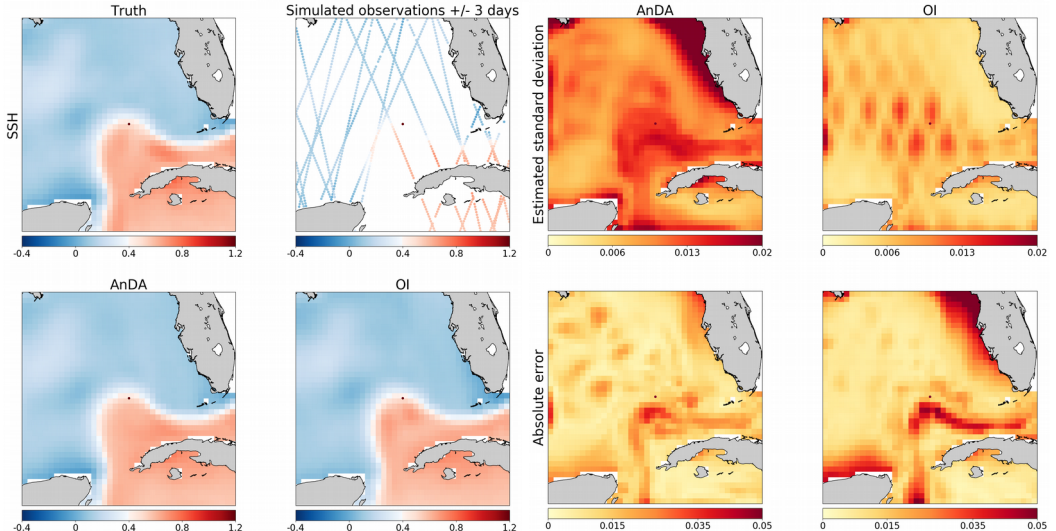 Truth
Simulated observations +/- 3 days
AnDA
OI
SSH
Estimated standard deviation
-0.4 0 0.4 0.8 1.2
-0.4 0 0.4 0.8 1.2
0 0.006 0.013 0.02
0 0.006 0.013 0.02
AnDA
OI
Absolute error
-0.4 0 0.4 0.8 1.2
-0.4 0 0.4 0.8 1.2
0 0.015 0.035 0.05
0 0.015 0.035 0.05